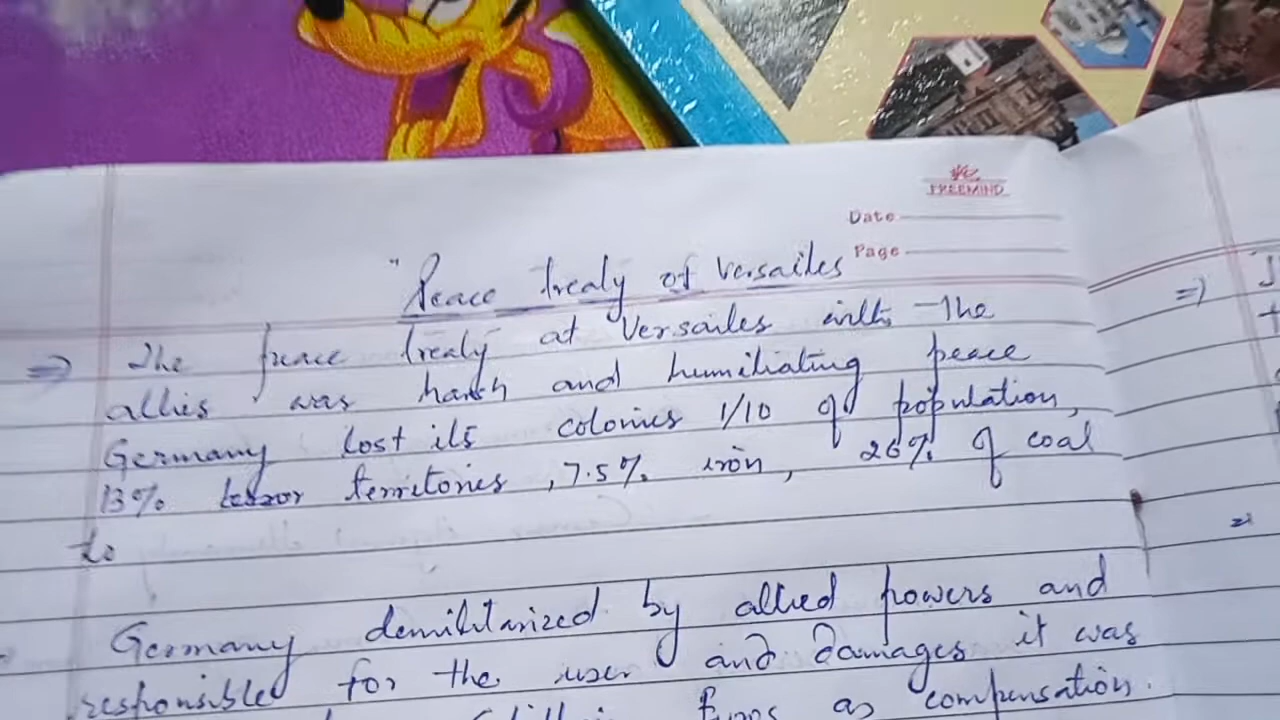 FREEMIND
Date
Page
"Peace treaty of Versailes
⇒ The peace treaty at Versailes with The
allies was harsh and humiliating peace
Germany lost its colonies 1/10 of population,
13% territories, 7.5% iron, 26% of coal
to
Germany demilitarized by allied powers and
responsible for the and damages it was
as compensation.
⇒
⇒